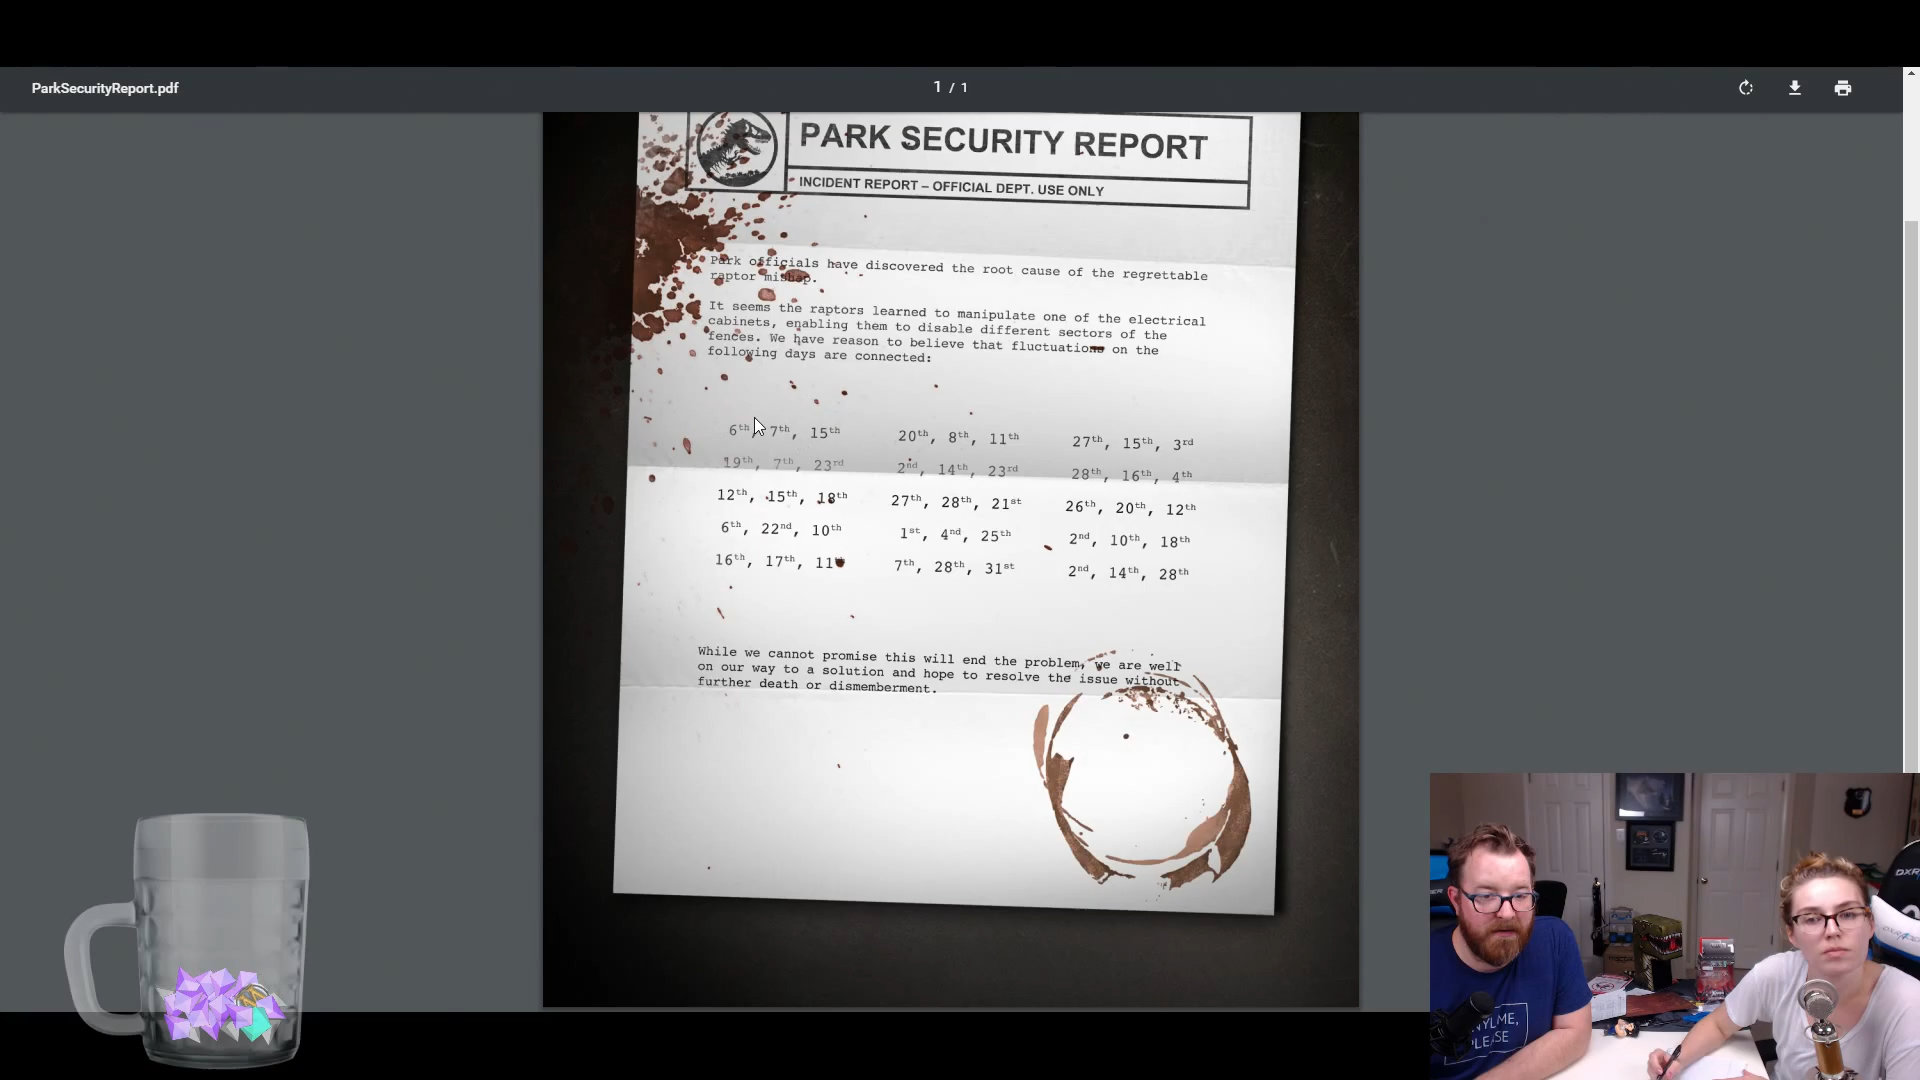 ParkSecurityReport.pdf
1 / 1
PARK SECURITY REPORT
INCIDENT REPORT – OFFICIAL DEPT. USE ONLY
Park officials have discovered the root cause of the regrettable
raptor mishap.
It seems the raptors learned to manipulate one of the electrical
cabinets, enabling them to disable different sectors of the
fences. We have reason to believe that fluctuations on the
following days are connected:
6th, 7th, 15th 20th, 8th, 11th 27th, 15th, 3rd
19th, 7th, 23rd 2nd, 14th, 23rd 28th, 16th, 4th
12th, 15th, 18th 27th, 28th, 21st 26th, 20th, 12th
6th, 22nd, 10th 1st, 4nd, 25th 2nd, 10th, 18th
16th, 17th, 11 7th, 28th, 31st 2nd, 14th, 28th
While we cannot promise this will end the problem, we are well
on our way to a solution and hope to resolve the issue without
further death or dismemberment.